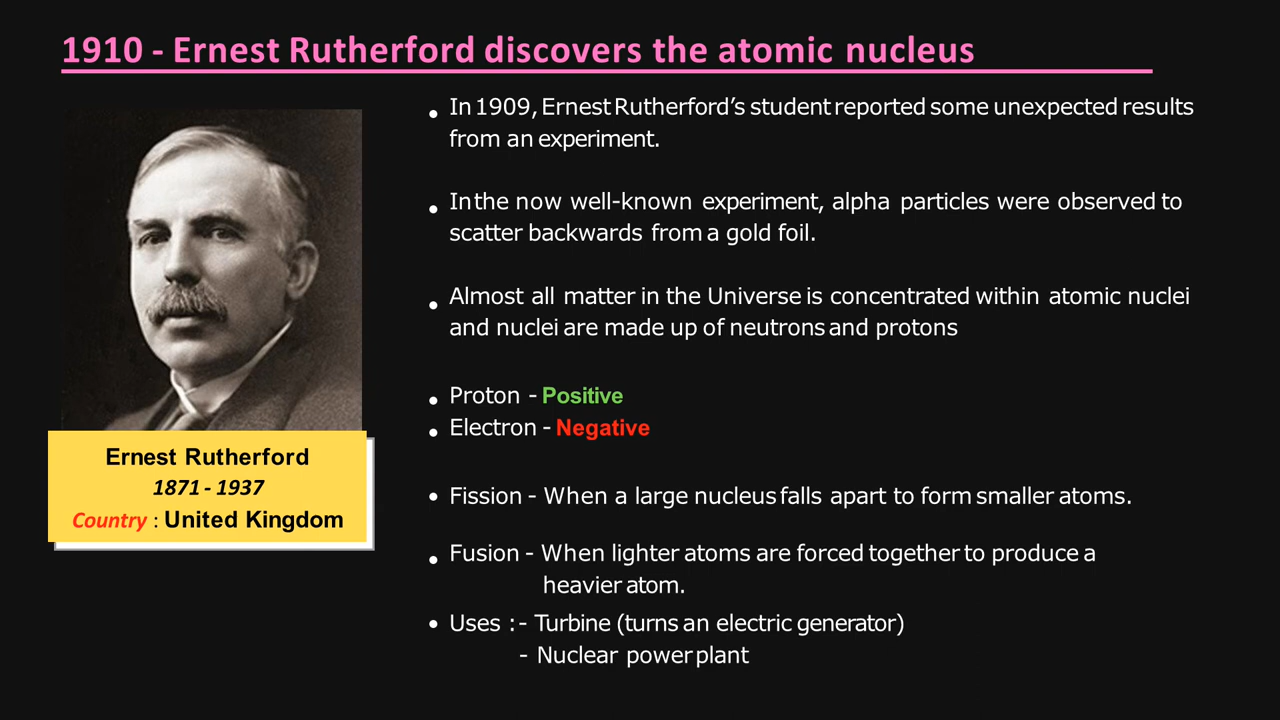 1910 - Ernest Rutherford discovers the atomic nucleus
• In 1909, Ernest Rutherford’s student reported some unexpected results
from an experiment.
• In the now well-known experiment, alpha particles were observed to
scatter backwards from a gold foil.
• Almost all matter in the Universe is concentrated within atomic nuclei
and nuclei are made up of neutrons and protons
• Proton - Positive
• Electron - Negative
• Fission - When a large nucleus falls apart to form smaller atoms.
• Fusion - When lighter atoms are forced together to produce a
heavier atom.
• Uses :- Turbine (turns an electric generator)
- Nuclear power plant
Ernest Rutherford
1871 - 1937
Country : United Kingdom